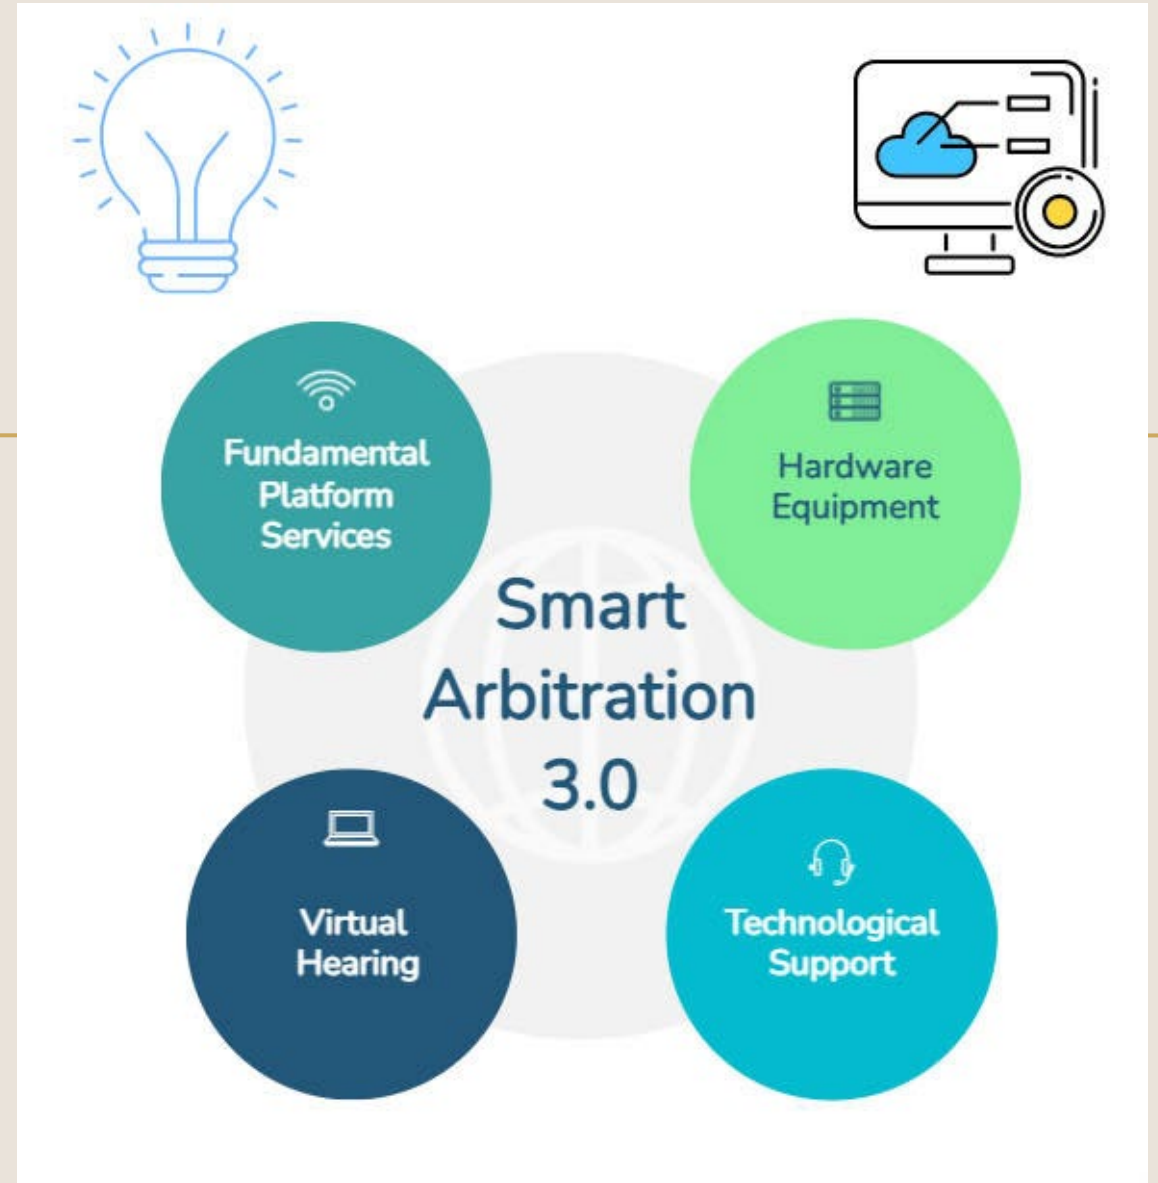 Fundamental
Platform
Services
Hardware
Equipment
Smart
Arbitration
3.0
Virtual
Hearing
Technological
Support